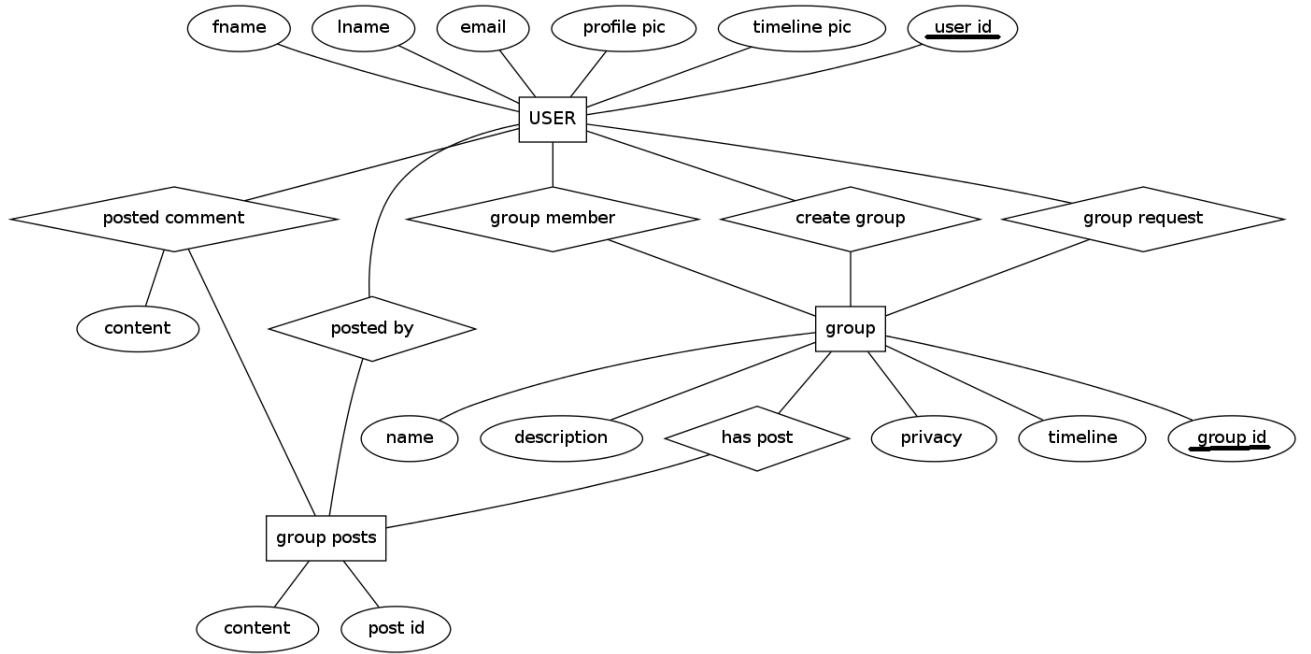 fname
lname
email
profile pic
timeline pic
user id
USER
posted comment
group member
create group
group request
content
posted by
group
name
description
has post
privacy
timeline
group id
group posts
content
post id